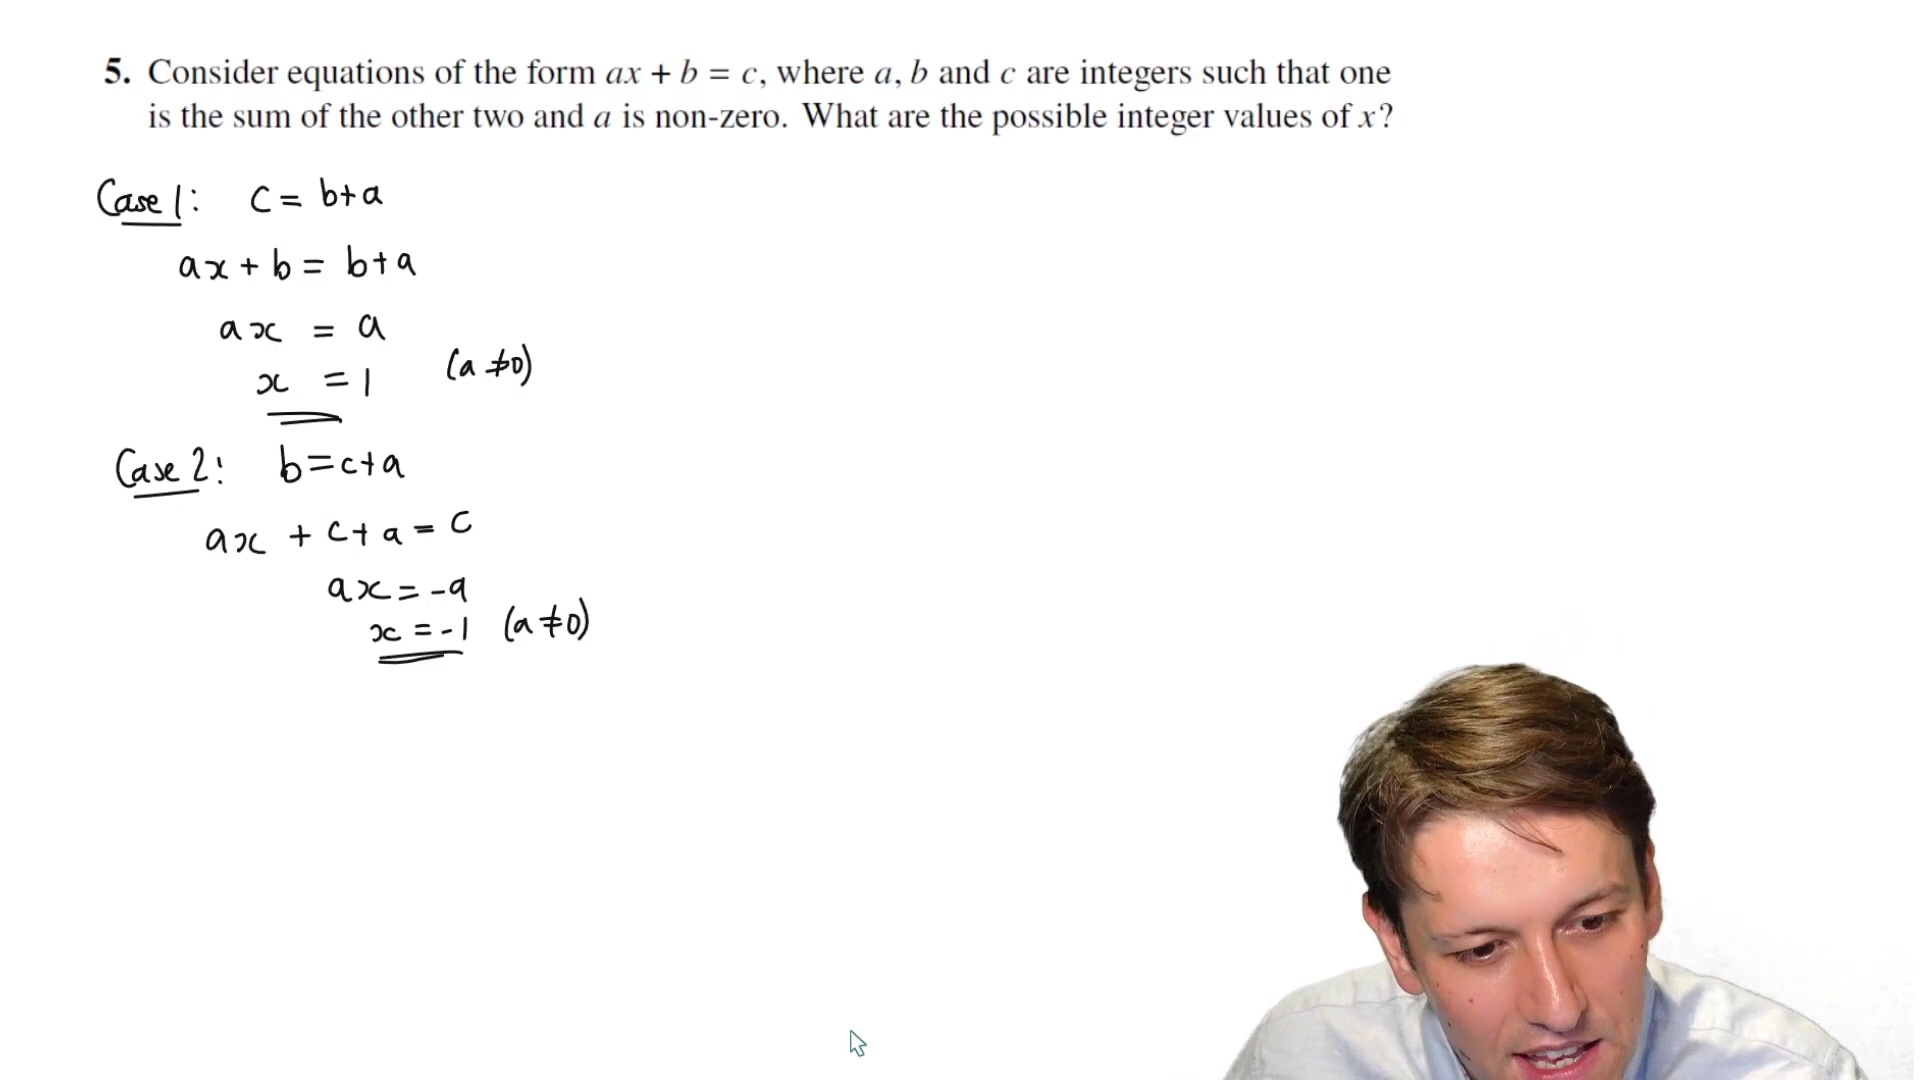 5. Consider equations of the form ax + b = c, where a, b and c are integers such that one
is the sum of the other two and a is non-zero. What are the possible integer values of x?
Case 1: c = b+a
ax + b = b+a
ax = a
x = 1 (a ≠ 0)
Case 2: b=c+a
ax + c+a = c
ax = -a
x = -1 (a ≠ 0)